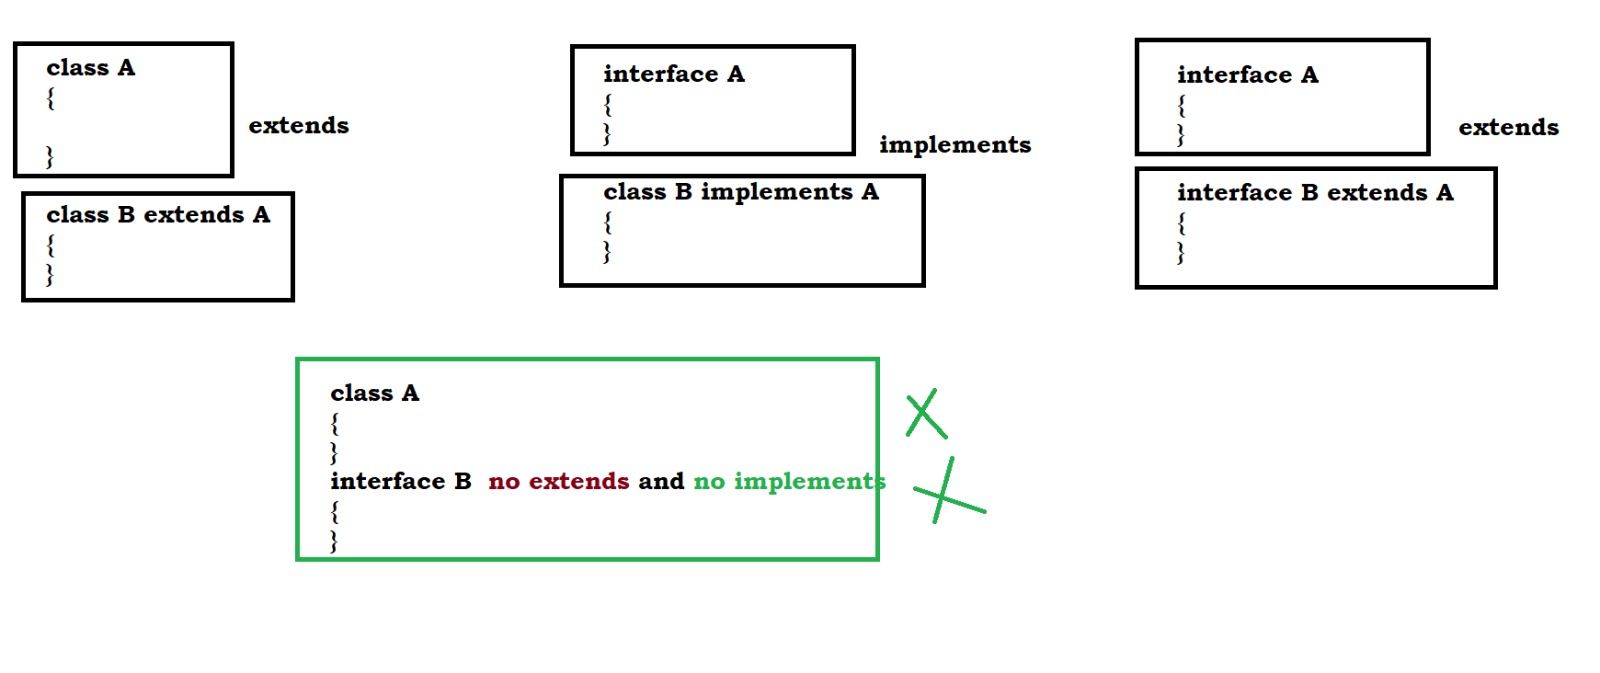 class A
{
}
extends
class B extends A
{
}
interface A
{
}
implements
class B implements A
{
}
interface A
{
}
extends
interface B extends A
{
}
class A
{
}
interface B no extends and no implements
{
}